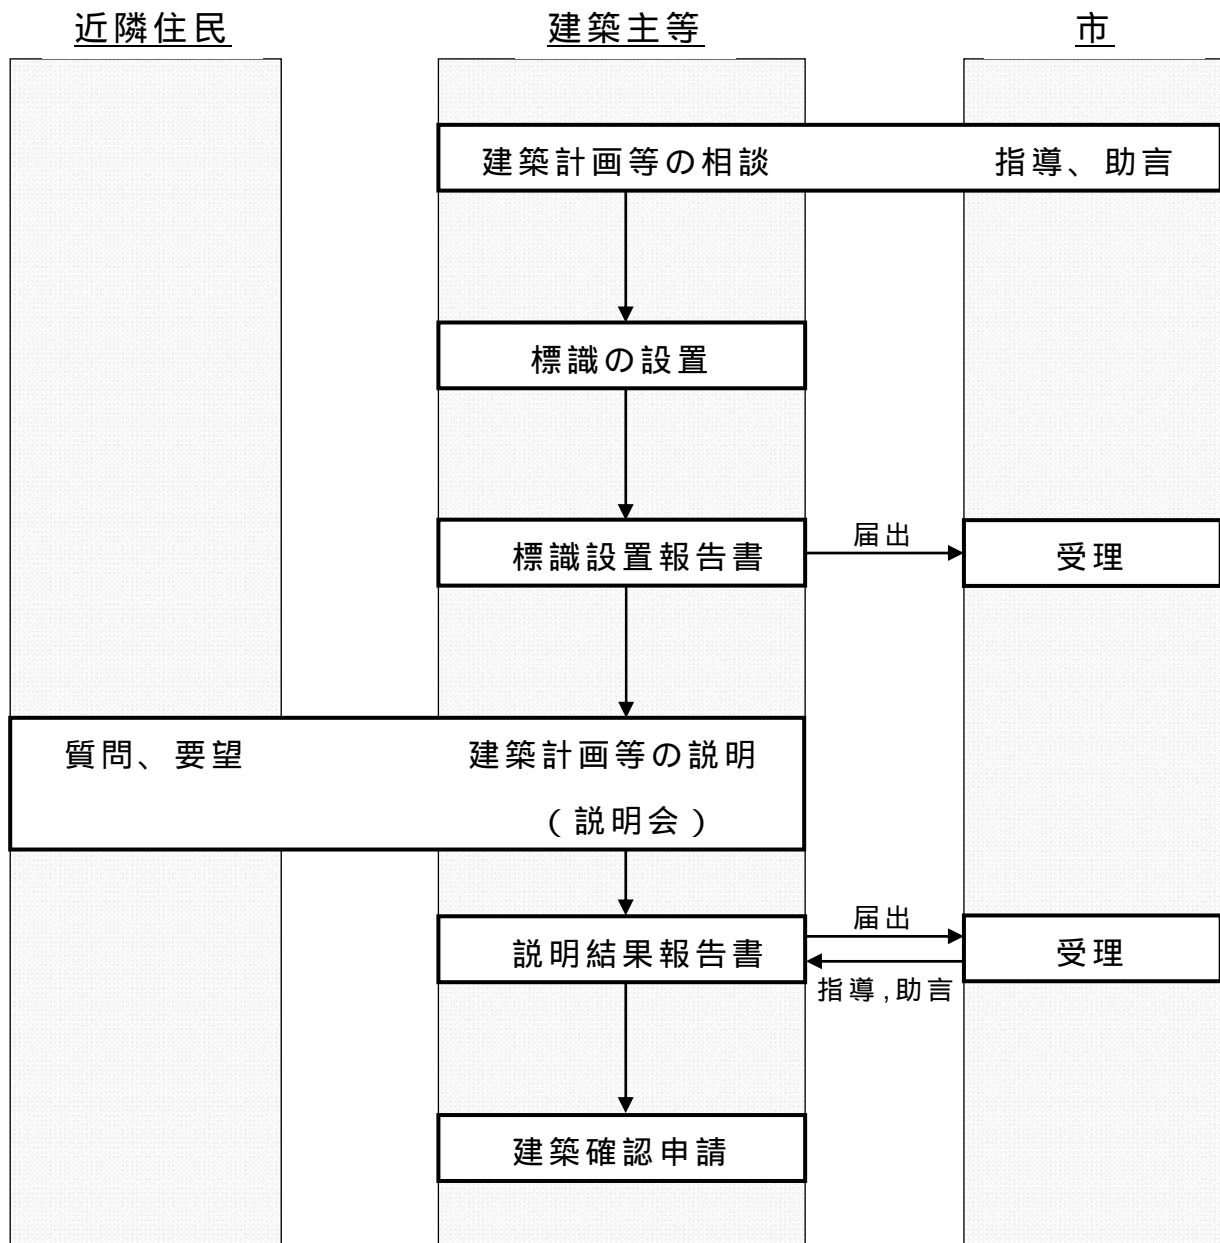 近隣住民 建築主等 市
建築計画等の相談 指導、助言
標識の設置
届出
標識設置報告書 受理
質問、要望 建築計画等の説明
（説明会）
届出
説明結果報告書 受理
指導,助言
建築確認申請